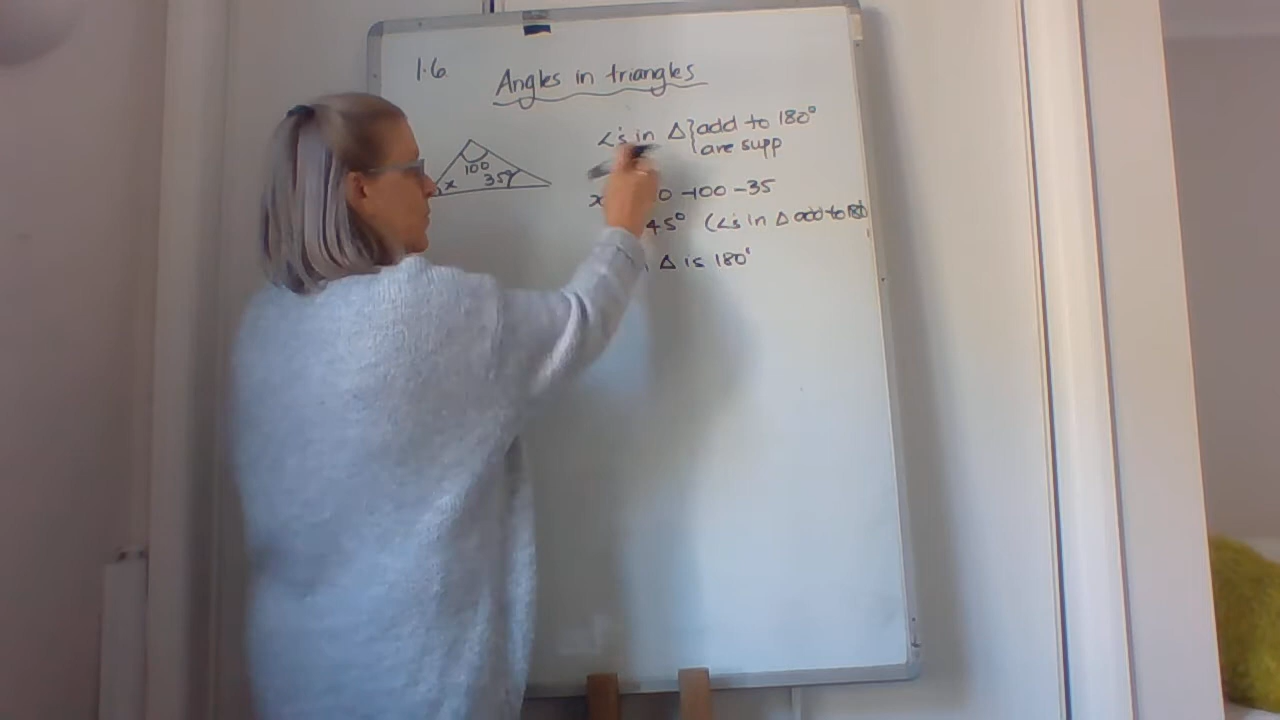 1.6.
Angles in triangles
∠'s in Δ } add to 180°
are supp
100
x
35°
x 0 -100 -35
45° (∠'s in Δ add to 180
Δ is 180°